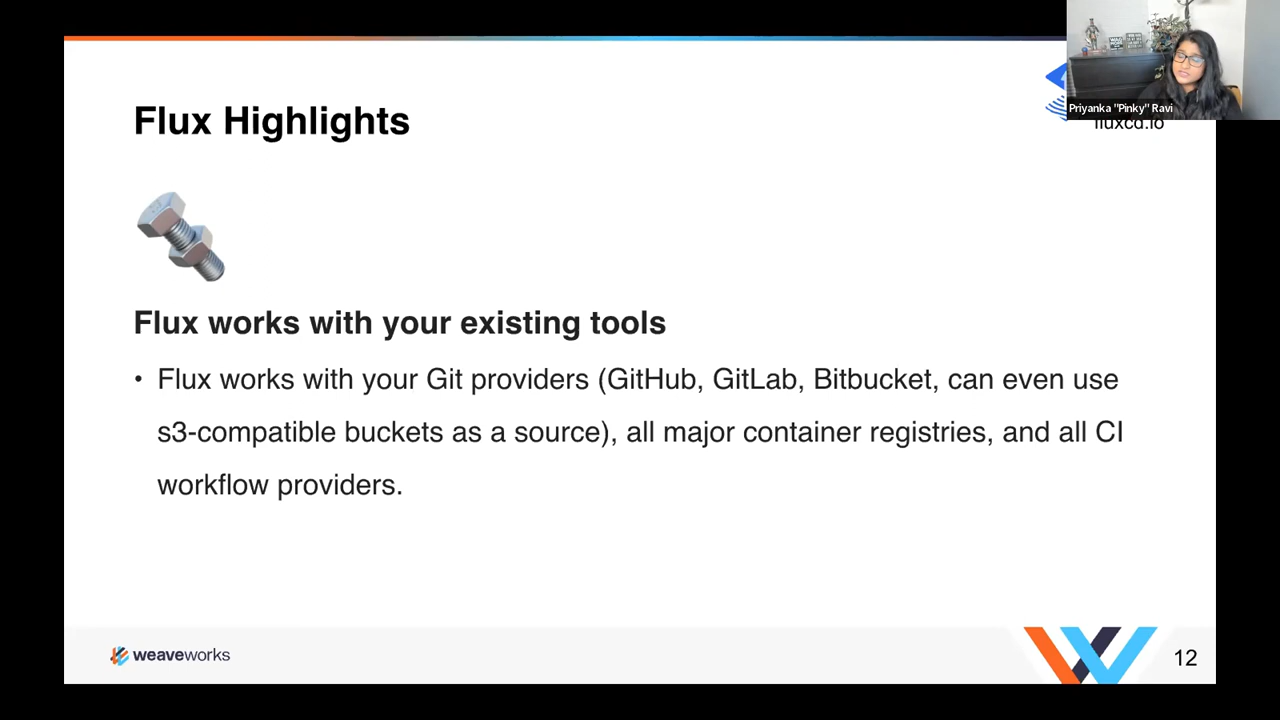 Flux Highlights
Priyanka "Pinky" Ravi
fluxcd.io
Flux works with your existing tools
• Flux works with your Git providers (GitHub, GitLab, Bitbucket, can even use
s3-compatible buckets as a source), all major container registries, and all CI
workflow providers.
weaveworks
12